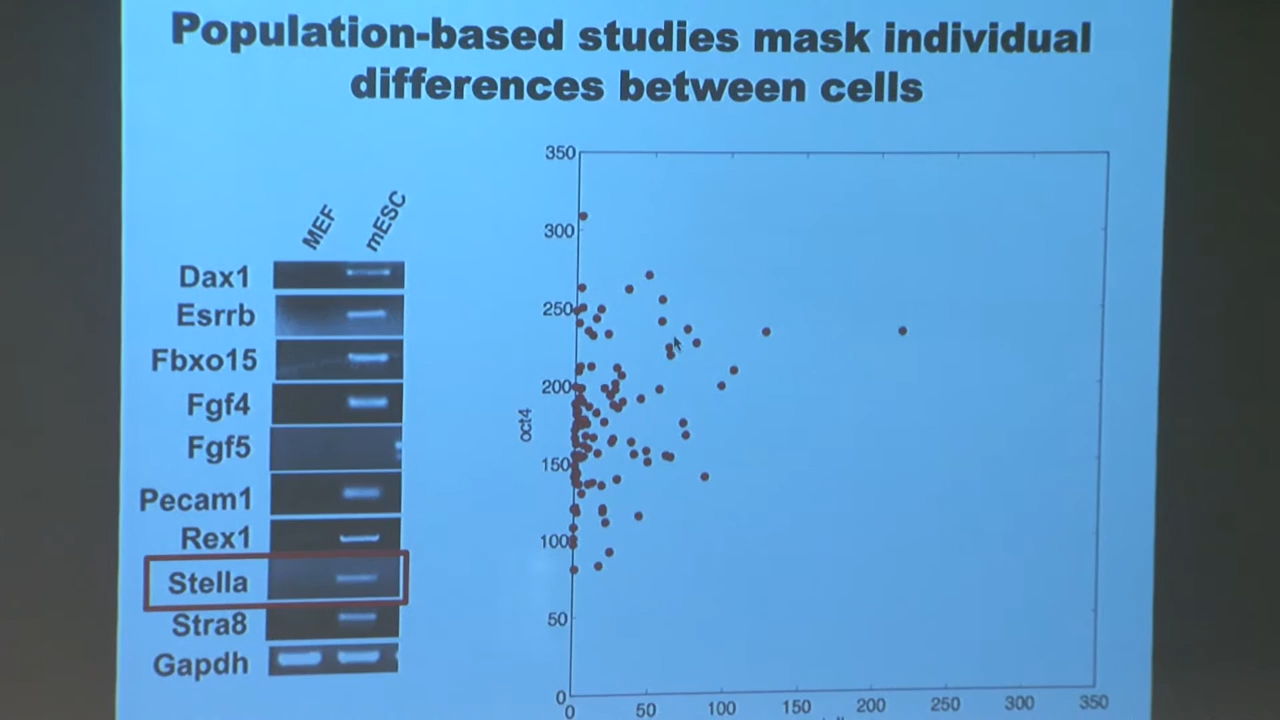 Population-based studies mask individual
differences between cells
MEF
mESC
Dax1
Esrrb
Fbxo15
Fgf4
Fgf5
Pecam1
Rex1
Stella
Stra8
Gapdh
oct4
350
300
250
200
150
100
50
0
0 50 100 150 200 250 300 350